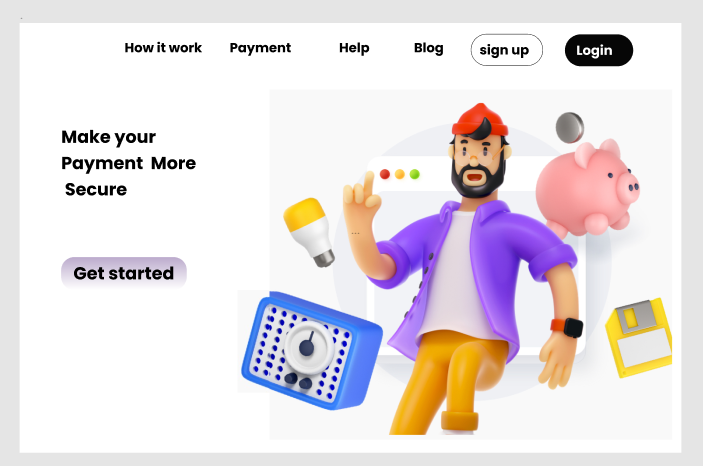 How it work Payment Help Blog sign up Login
Make your
Payment More
Secure
Get started